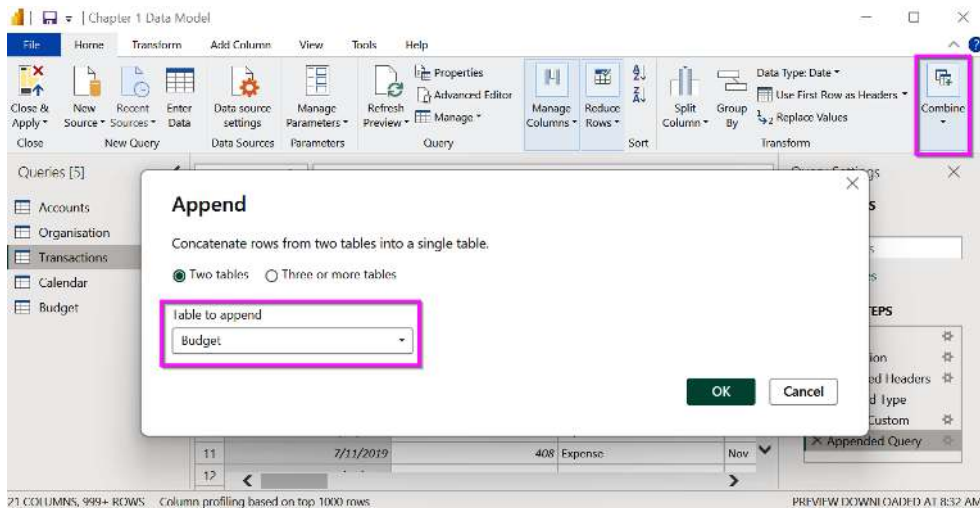 Chapter 1 Data Model
File Home Transform Add Column View Tools Help
Close & Apply
New Source
Recent Sources
Enter Data
Data source settings
Manage Parameters
Refresh Preview
Properties
Advanced Editor
Manage
Manage Columns
Reduce Rows
Split Column
Group By
Data Type: Date
Use First Row as Headers
Replace Values
Combine
Close New Query Data Sources Parameters Query Sort Transform
Queries [5]
Accounts
Organisation
Transactions
Calendar
Budget
Append
Concatenate rows from two tables into a single table.
Two tables Three or more tables
Table to append
Budget
OK Cancel
EPS
ion
ed Headers
d Type
Custom
Appended Query
11 7/11/2019 408 Expense Nov
12
21 COLUMNS, 999+ ROWS Column profiling based on top 1000 rows PREVIEW DOWNLOADED AT 8:32 AM